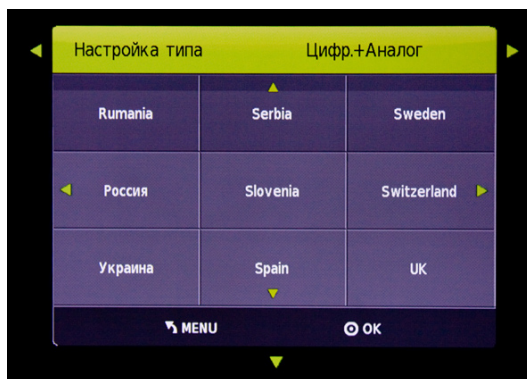 Настройка типа Цифр.+Аналог
Rumania Serbia Sweden
Россия Slovenia Switzerland
Украина Spain UK
MENU OK